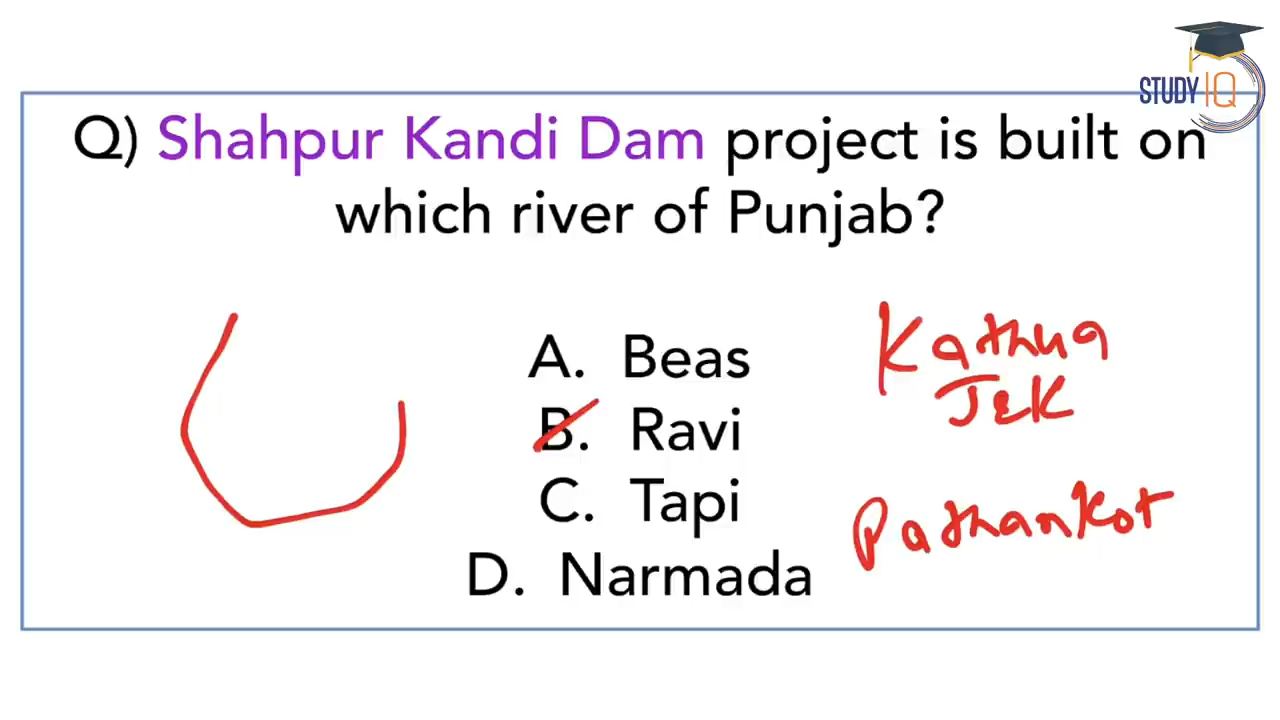 STUDY IQ
Q) Shahpur Kandi Dam project is built on
which river of Punjab?
A. Beas
B. Ravi
C. Tapi
D. Narmada
Kathua
J&K
Pathankot